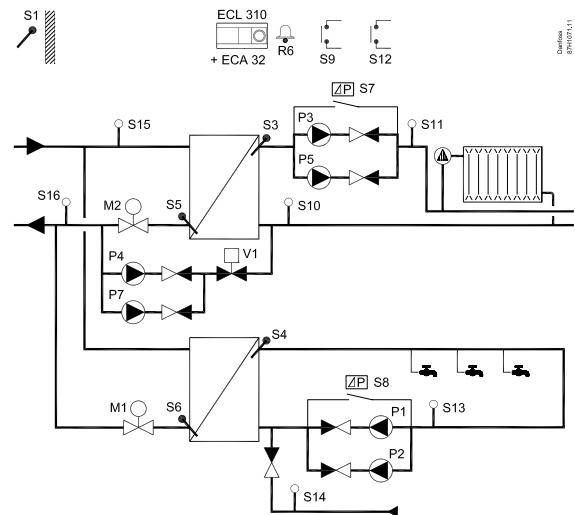 S1
ECL 310
+ ECA 32
R6
S9
S12
Danfoss
87H1071.11
⊿P S7
S15
S3
P3
S11
P5
S16
M2
S5
S10
P4
V1
P7
S4
⊿P S8
M1
S6
P1
S13
P2
S14